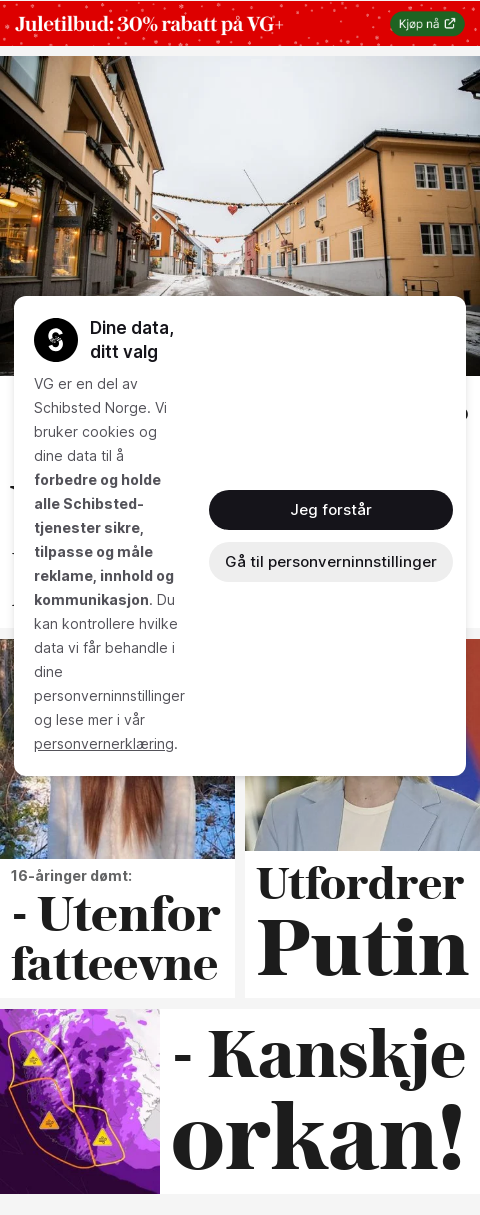 Juletilbud: 30% rabatt på VG+
Kjøp nå
Dine data,
ditt valg
VG er en del av
Schibsted Norge. Vi
bruker cookies og
dine data til å
forbedre og holde
alle Schibsted-
tjenester sikre,
tilpasse og måle
reklame, innhold og
kommunikasjon. Du
kan kontrollere hvilke
data vi får behandle i
dine
personverninnstillinger
og lese mer i vår
personvernerklæring.
Jeg forstår
Gå til personverninnstillinger
16-åringer dømt:
- Utenfor
fatteevne
Utfordrer
Putin
- Kanskje
orkan!